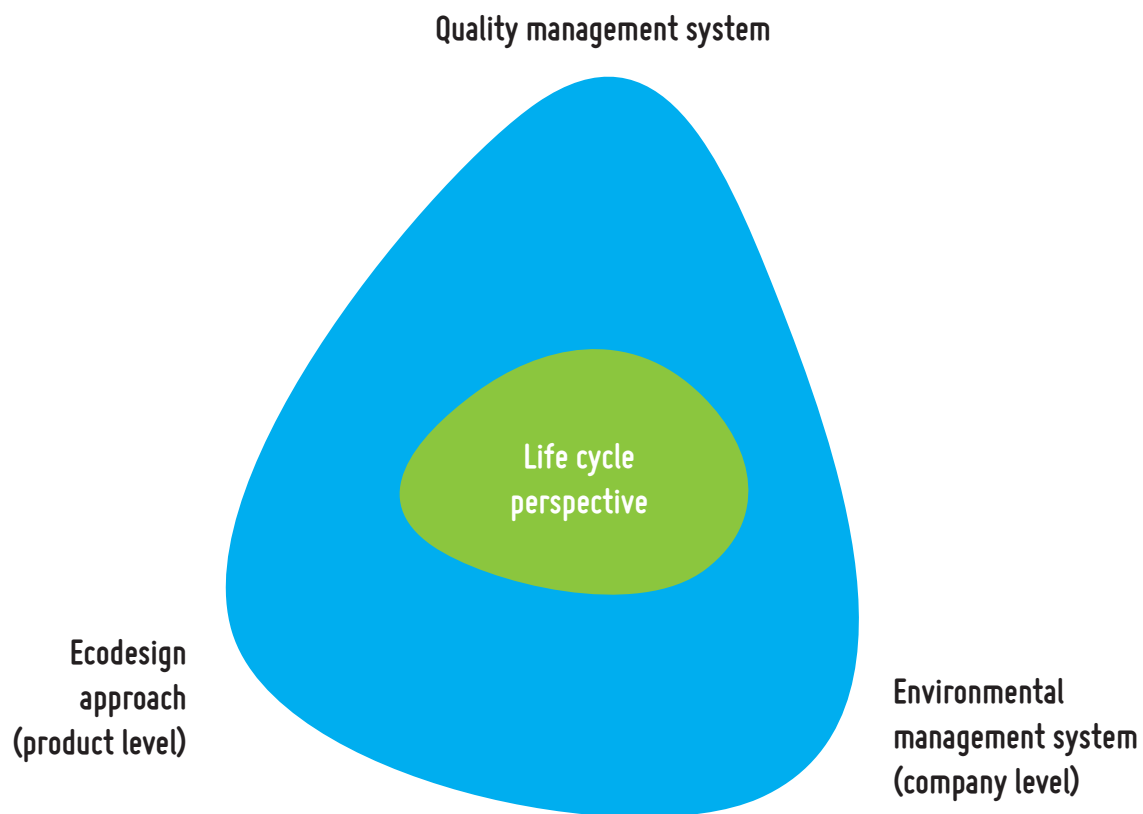 Quality management system
Life cycle
perspective
Ecodesign
approach
(product level)
Environmental
management system
(company level)